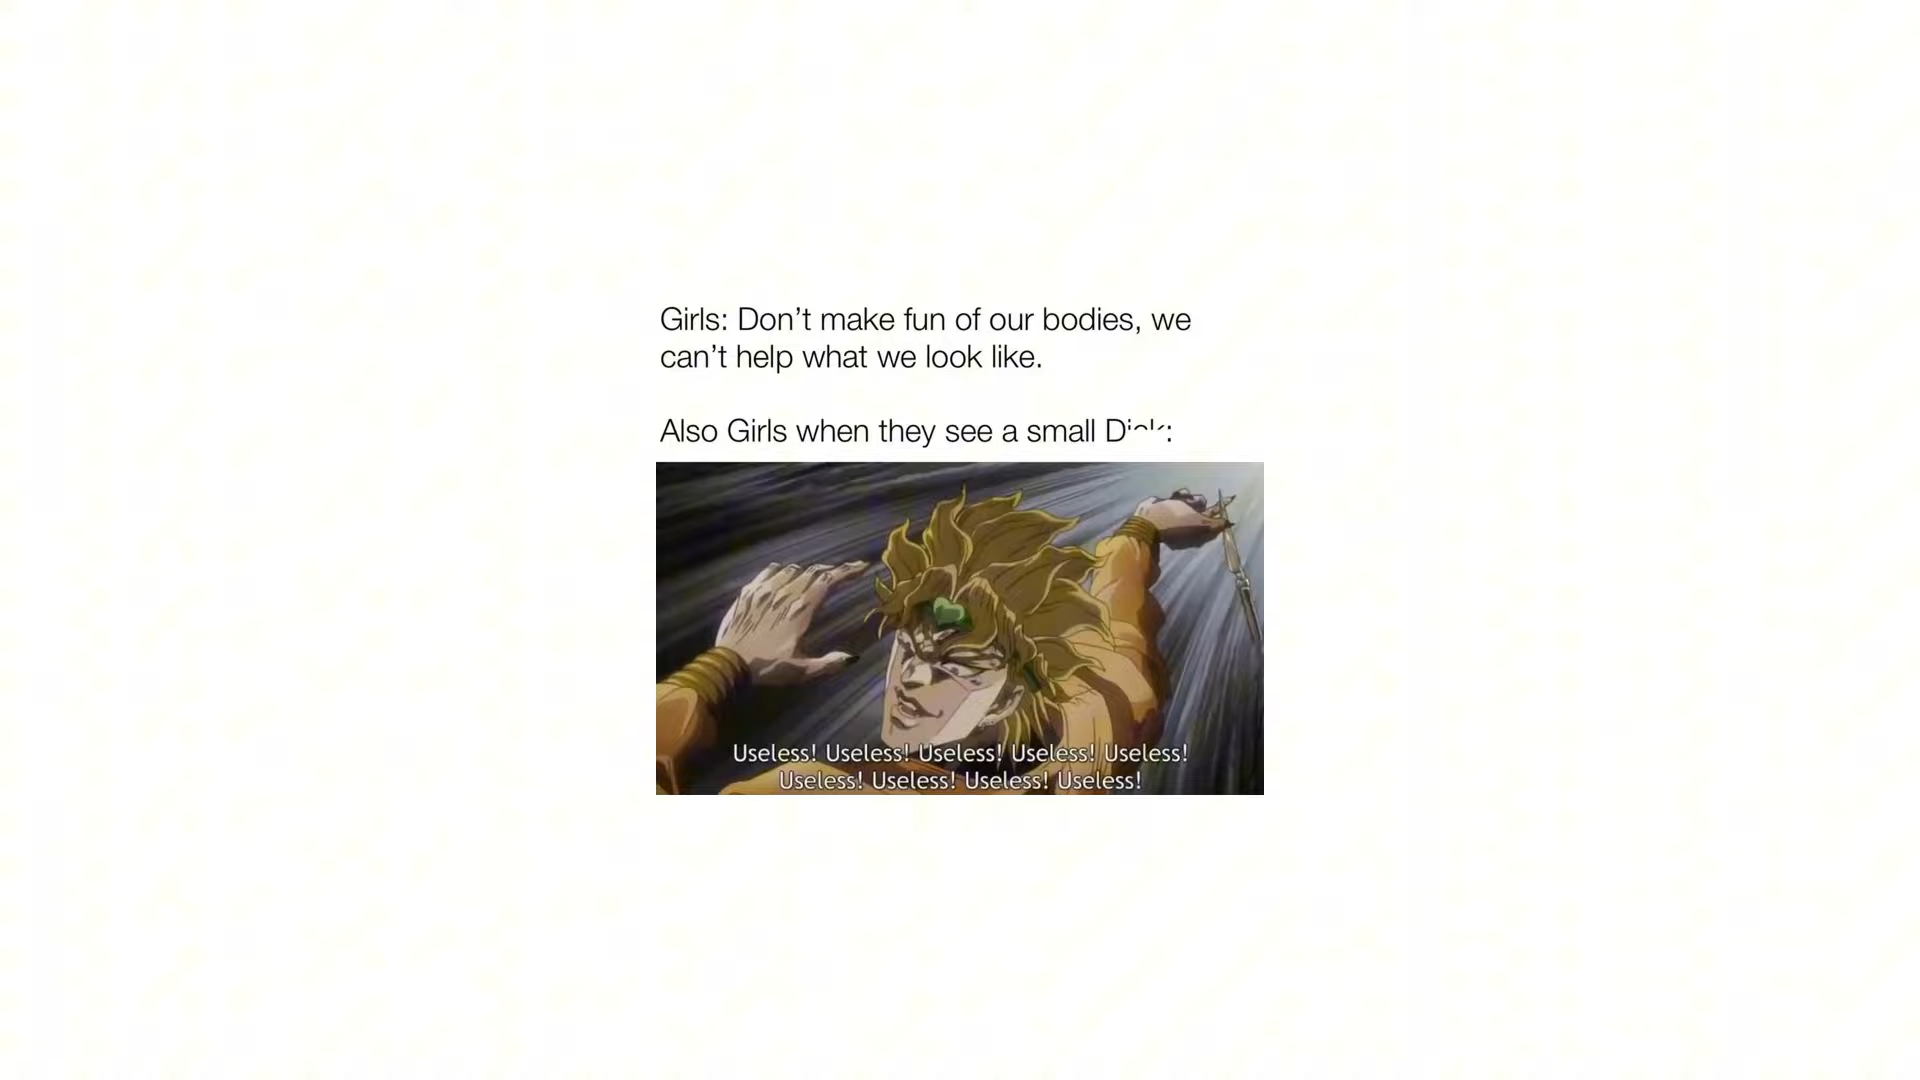 Girls: Don't make fun of our bodies, we
can't help what we look like.
Also Girls when they see a small
Useless! Useless! Useless! Useless! Useless!
Useless! Useless! Useless! Useless!